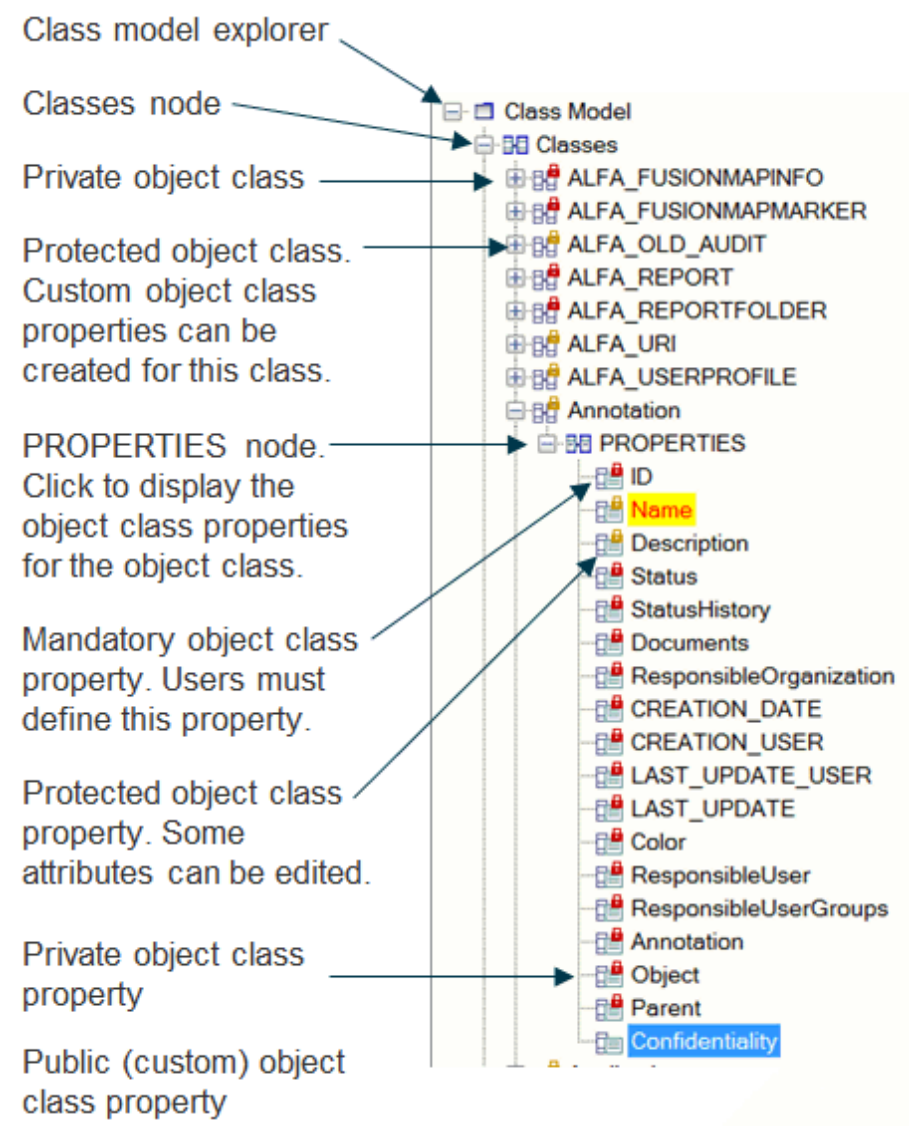 Class model explorer
Classes node
Private object class
Protected object class.
Custom object class
properties can be
created for this class.
PROPERTIES node.
Click to display the
object class properties
for the object class.
Mandatory object class
property. Users must
define this property.
Protected object class
property. Some
attributes can be edited.
Private object class
property
Public (custom) object
class property
Class Model
Classes
ALFA_FUSIONMAPINFO
ALFA_FUSIONMAPMARKER
ALFA_OLD_AUDIT
ALFA_REPORT
ALFA_REPORTFOLDER
ALFA_URI
ALFA_USERPROFILE
Annotation
PROPERTIES
ID
Name
Description
Status
StatusHistory
Documents
ResponsibleOrganization
CREATION_DATE
CREATION_USER
LAST_UPDATE_USER
LAST_UPDATE
Color
ResponsibleUser
ResponsibleUserGroups
Annotation
Object
Parent
Confidentiality